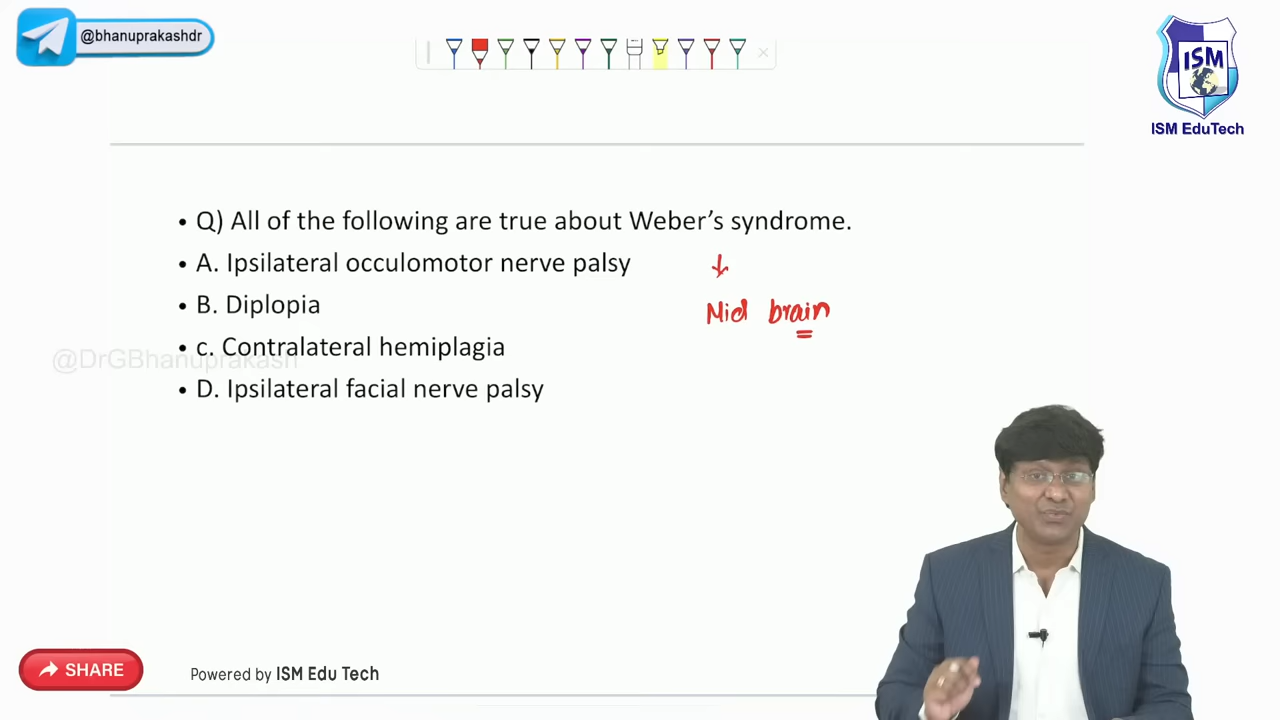 @bhanuprakashdr
ISM
ISM EduTech
• Q) All of the following are true about Weber’s syndrome.
• A. Ipsilateral occulomotor nerve palsy
• B. Diplopia
Mid brain
• c. Contralateral hemiplagia
@DrGBhanuprakash
• D. Ipsilateral facial nerve palsy
SHARE
Powered by ISM Edu Tech